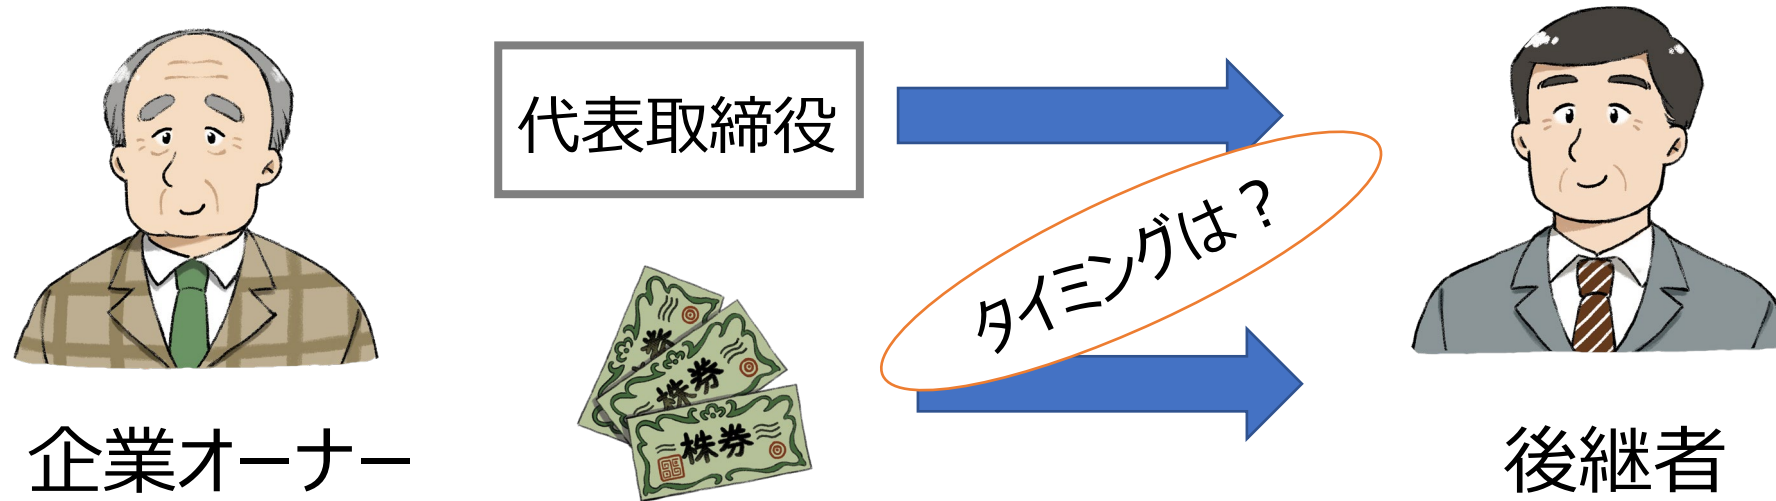 代表取締役
タイミングは？
株券
株券
株券
企業オーナー
後継者